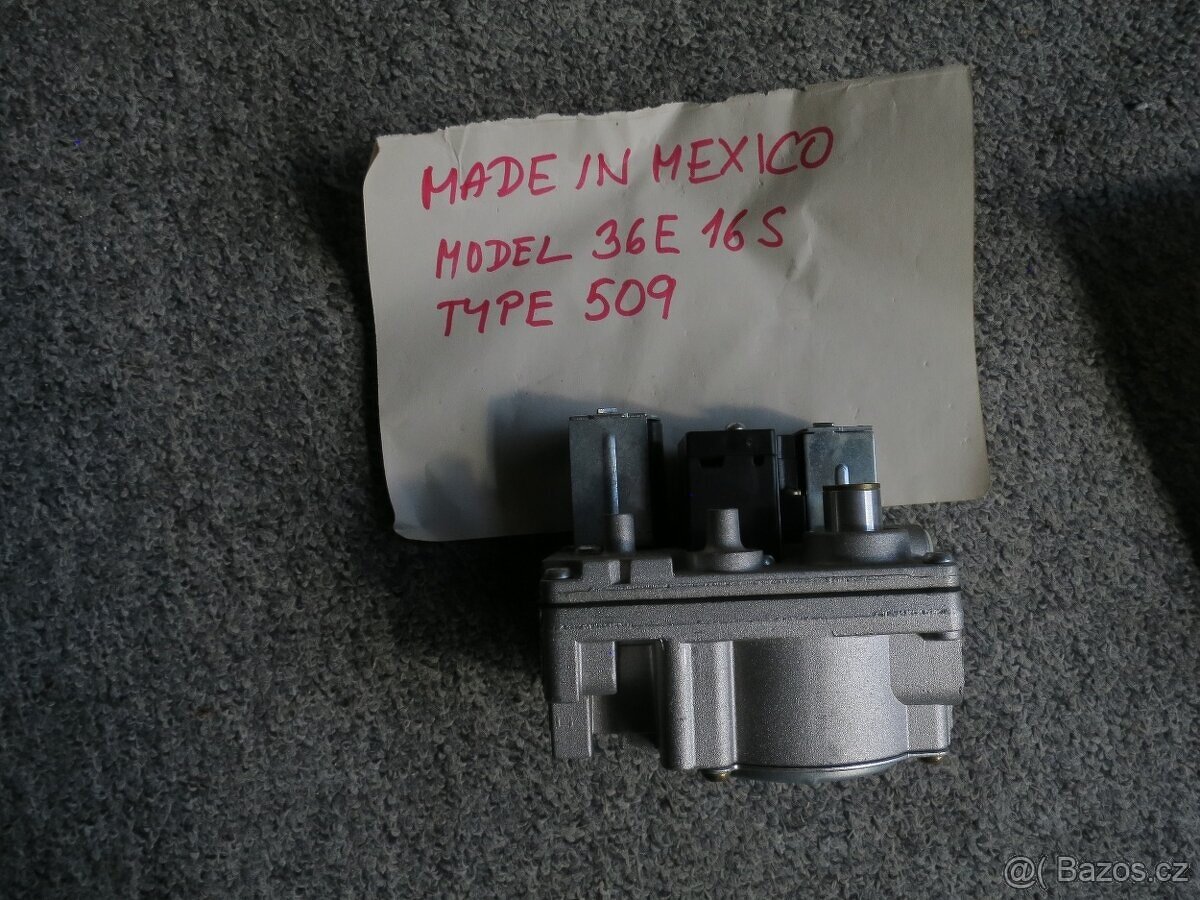 MADE IN MEXICO
MODEL 36E 16S
TYPE 509
@( Bazos.cz